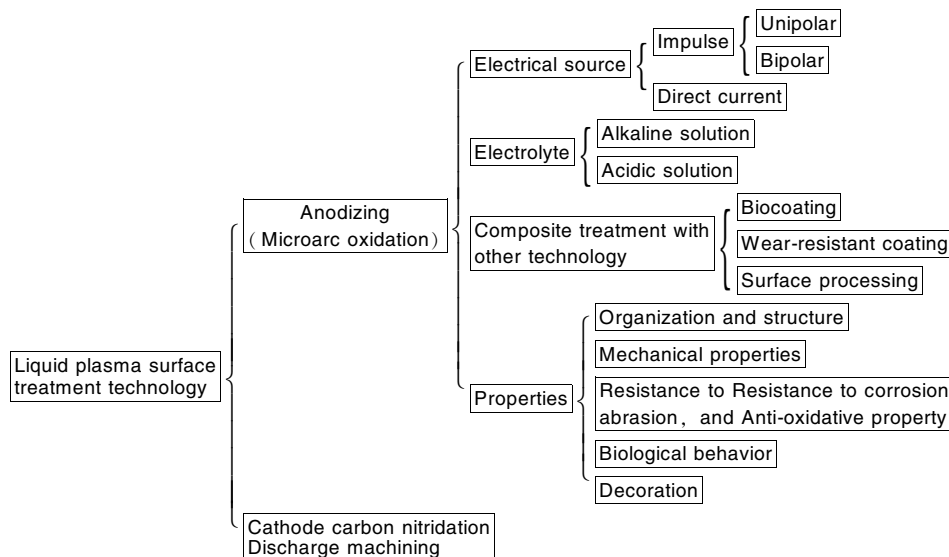 Liquid plasma surface
treatment technology
Anodizing
( Microarc oxidation )
Electrical source
Impulse
Unipolar
Bipolar
Direct current
Electrolyte
Alkaline solution
Acidic solution
Composite treatment with
other technology
Biocoating
Wear-resistant coating
Surface processing
Properties
Organization and structure
Mechanical properties
Resistance to Resistance to corrosion
abrasion, and Anti-oxidative property
Biological behavior
Decoration
Cathode carbon nitridation
Discharge machining